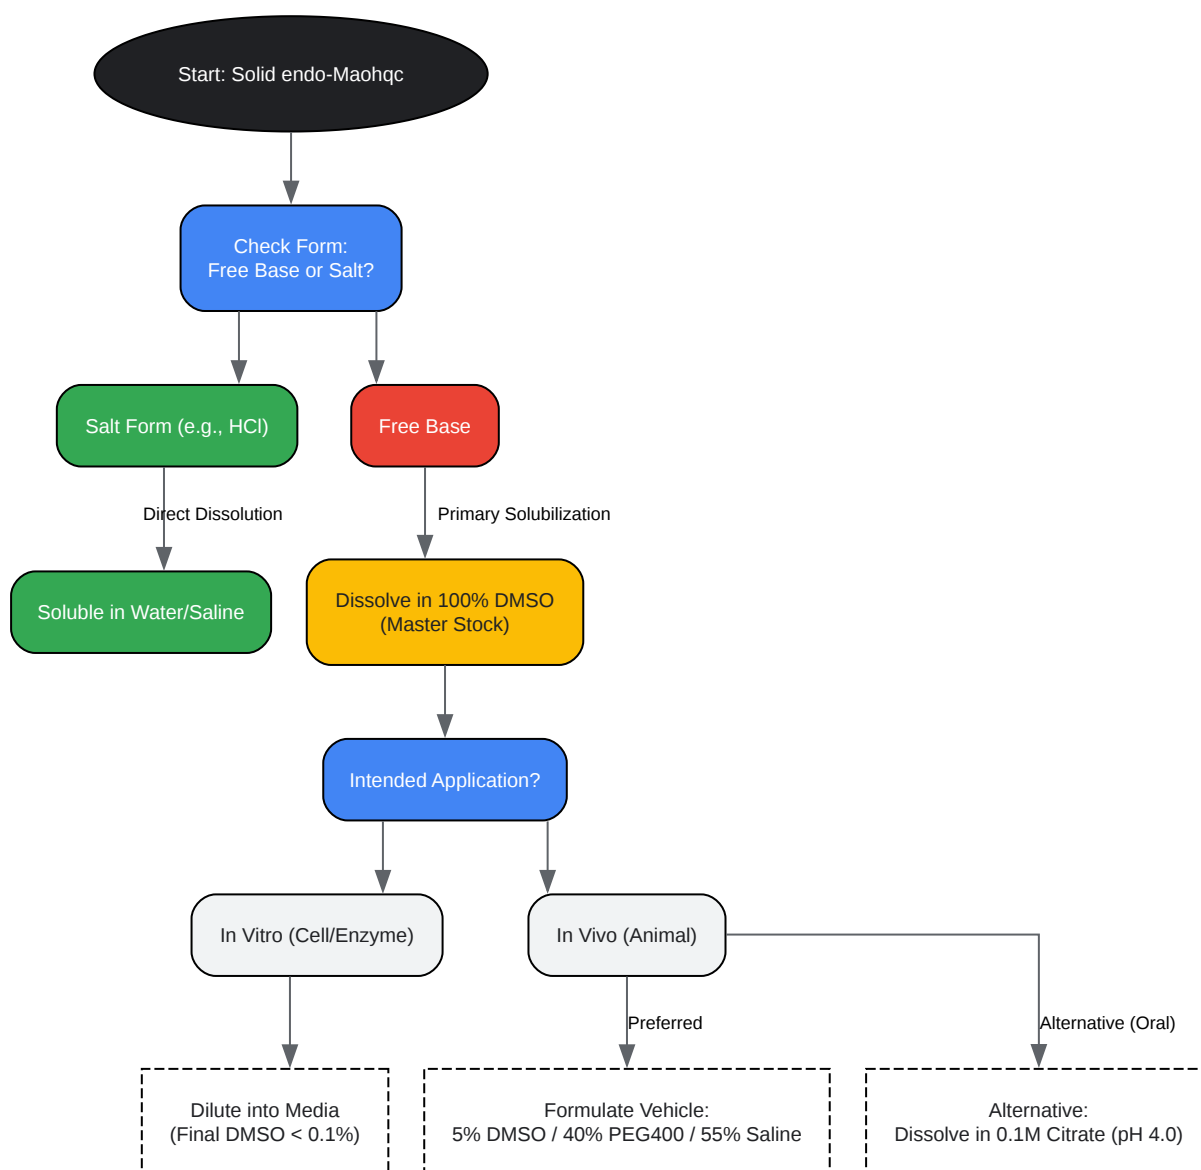 Start: Solid endo-Maohqc
Check Form:
Free Base or Salt?
Salt Form (e.g., HCl)
Free Base
Direct Dissolution
Primary Solubilization
Soluble in Water/Saline
Dissolve in 100% DMSO
(Master Stock)
Intended Application?
In Vitro (Cell/Enzyme)
In Vivo (Animal)
Preferred
Alternative (Oral)
Dilute into Media
(Final DMSO < 0.1%)
Formulate Vehicle:
5% DMSO / 40% PEG400 / 55% Saline
Alternative:
Dissolve in 0.1M Citrate (pH 4.0)